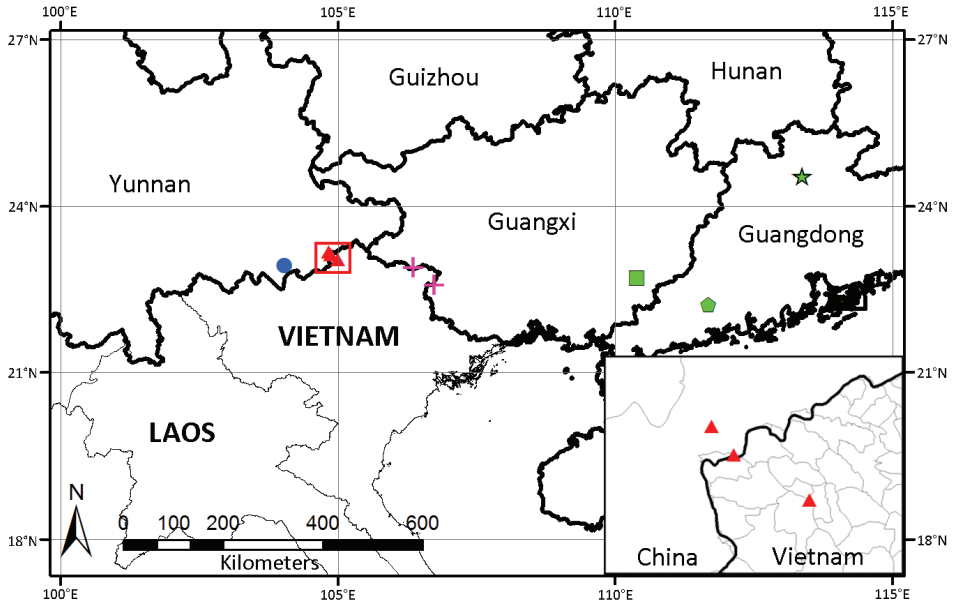 100°E 105°E 110°E 115°E
27°N 27°N
Guizhou
Hunan
Yunnan
24°N 24°N
Guangxi
Guangdong
VIETNAM
21°N 21°N
LAOS
N
0 100 200 400 600
Kilometers
18°N 18°N
China
Vietnam
100°E 105°E 110°E 115°E